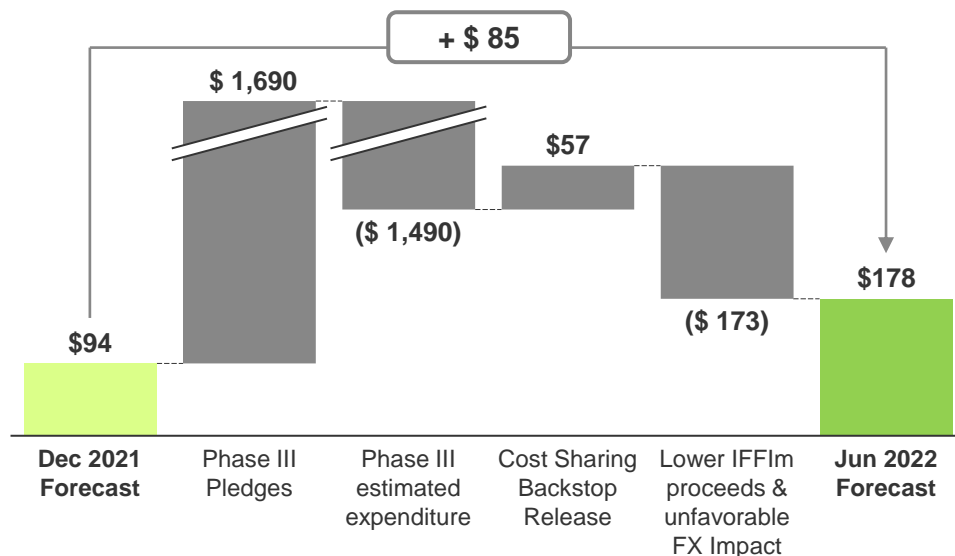 + $ 85
$ 1,690
$57
($ 1,490)
$178
($ 173)
$94
Dec 2021
Forecast
Phase III
Pledges
Phase III
estimated
expenditure
Cost Sharing
Backstop
Release
Lower IFFIm
proceeds &
unfavorable
FX Impact
Jun 2022
Forecast